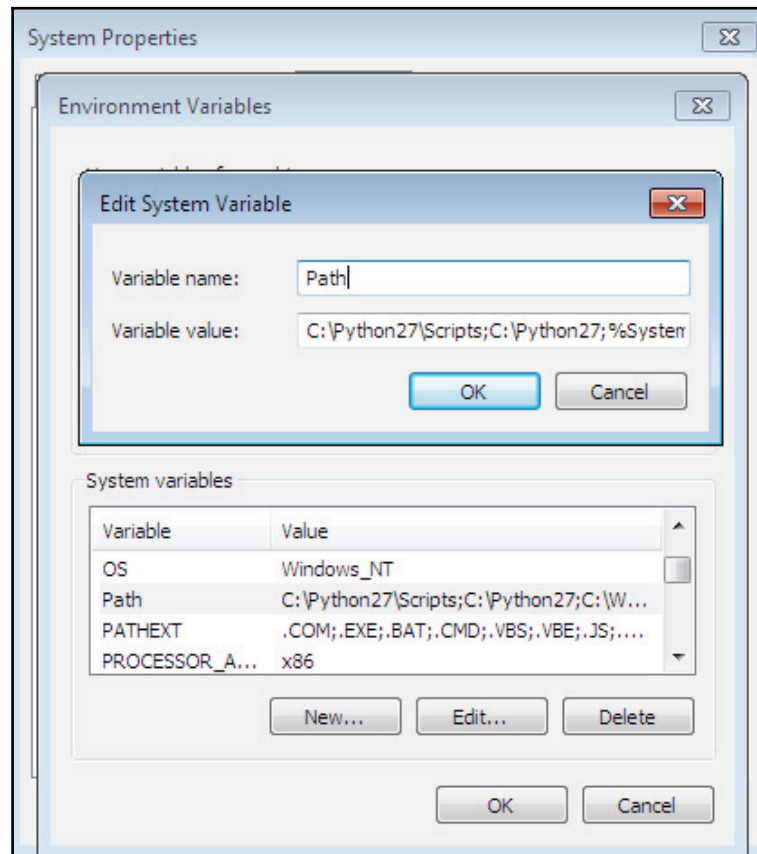 System Properties
Environment Variables
Edit System Variable
Variable name: Path
Variable value: C:\Python27\Scripts;C:\Python27;%System
OK Cancel
System variables
Variable Value
OS Windows_NT
Path C:\Python27\Scripts;C:\Python27;C:\W...
PATHEXT .COM;.EXE;.BAT;.CMD;.VBS;.VBE;.JS;....
PROCESSOR_A... x86
New... Edit... Delete
OK Cancel